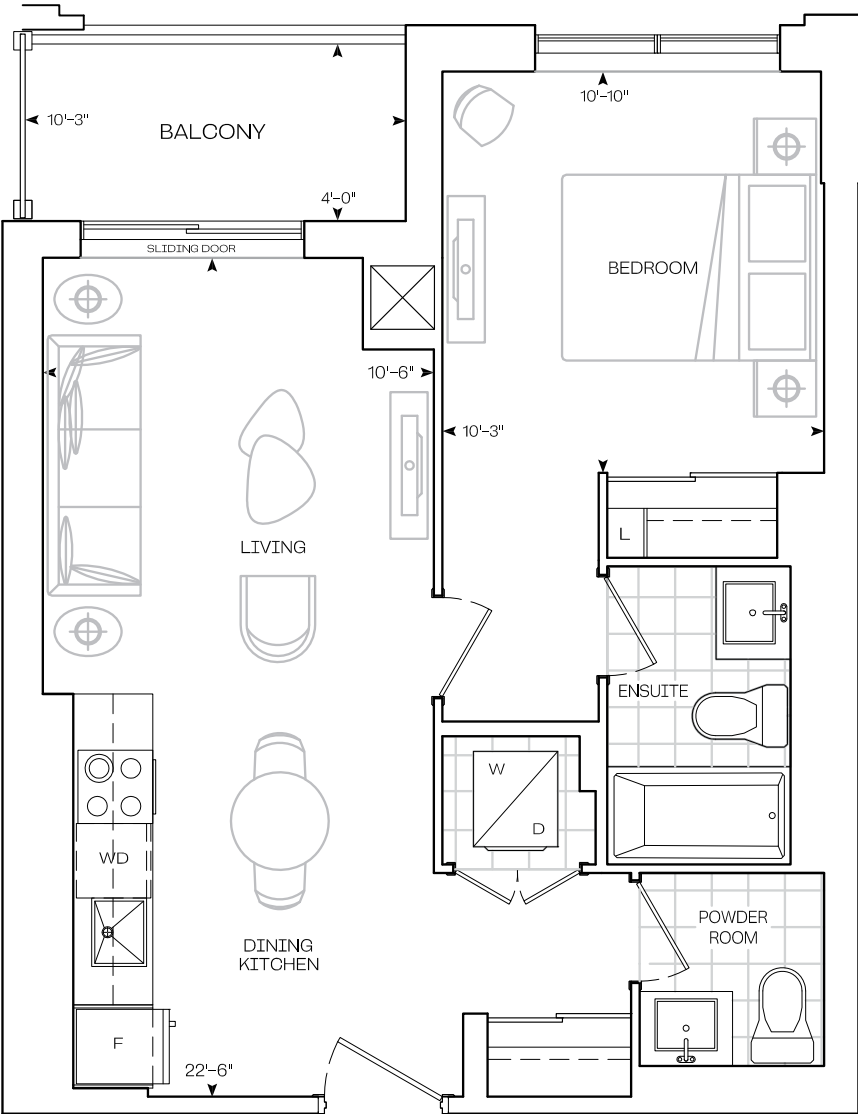 10'-3"
BALCONY
4'-0"
SLIDING DOOR
10'-10"
BEDROOM
10'-6"
10'-3"
L
LIVING
ENSUITE
W
D
WD
POWDER
ROOM
DINING
KITCHEN
F
22'-6"